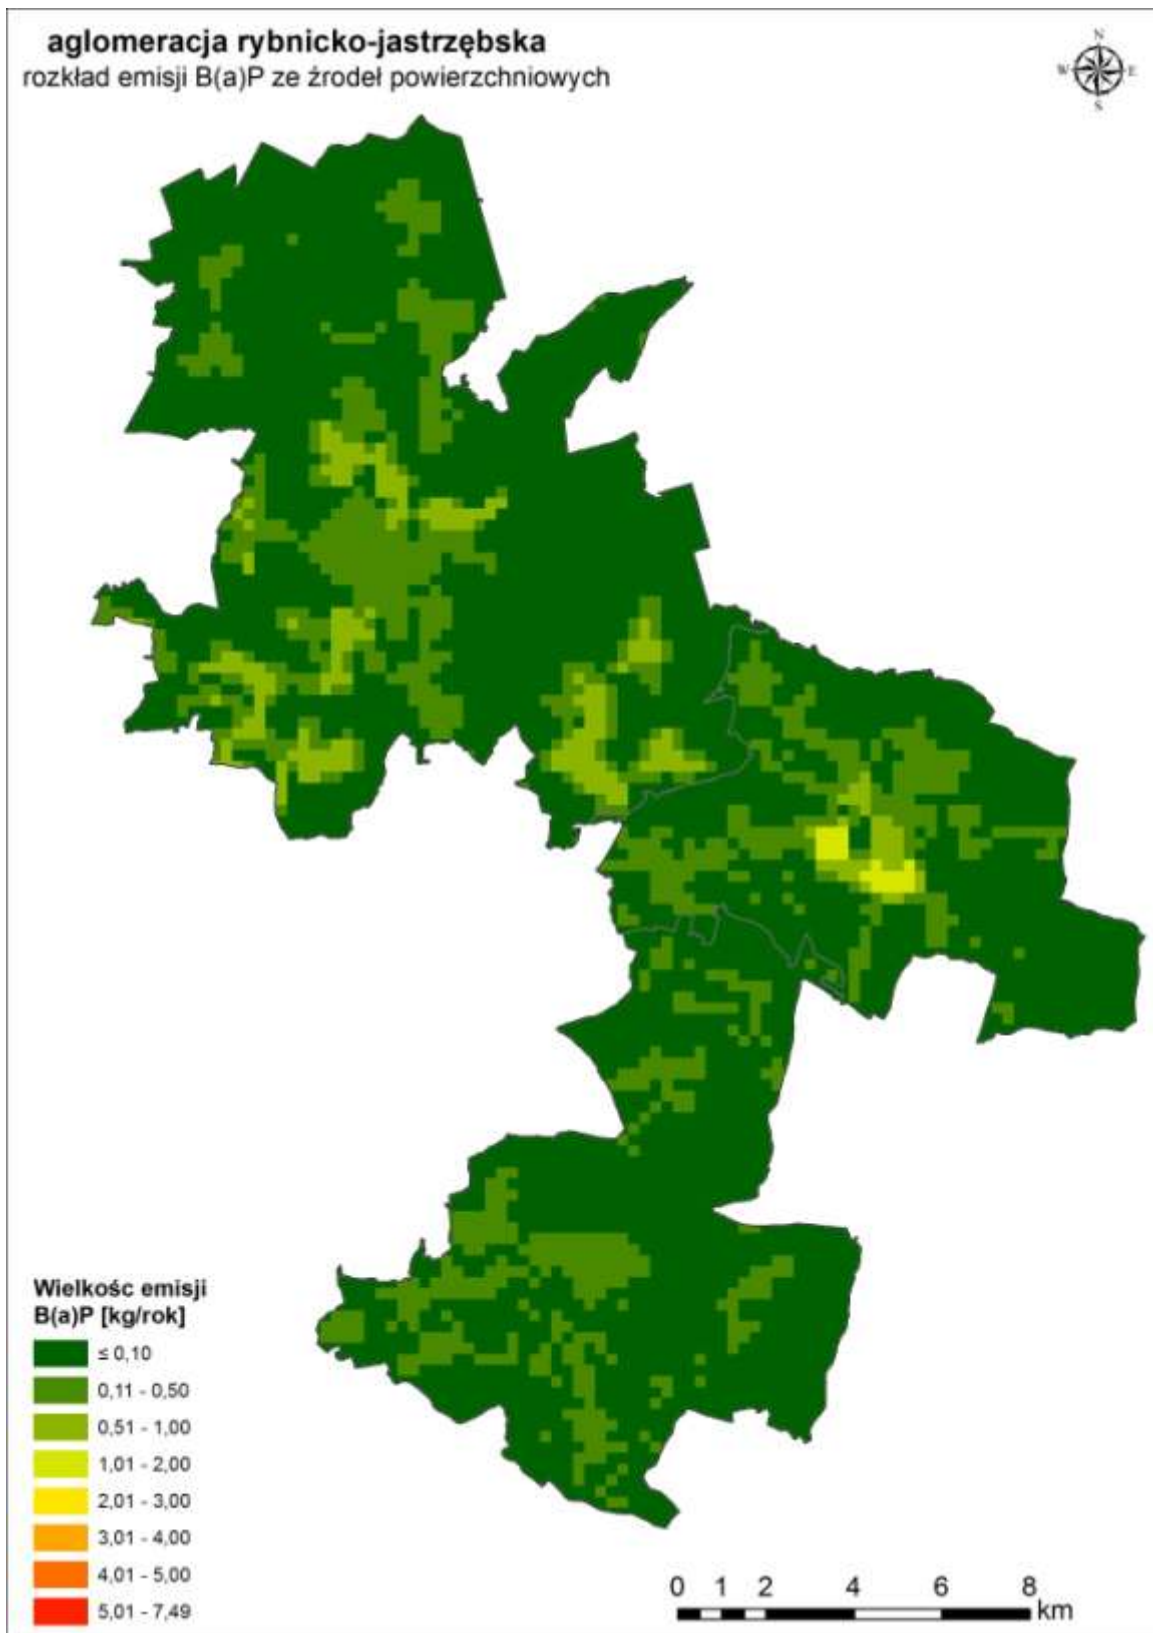 aglomeracja rybnicko-jastrzębska
rozkład emisji B(a)P ze źrodeł powierzchniowych
N
W E
S
Wielkośc emisji
B(a)P [kg/rok]
≤ 0,10
0,11 - 0,50
0,51 - 1,00
1,01 - 2,00
2,01 - 3,00
3,01 - 4,00
4,01 - 5,00
5,01 - 7,49
0 1 2 4 6 8
km